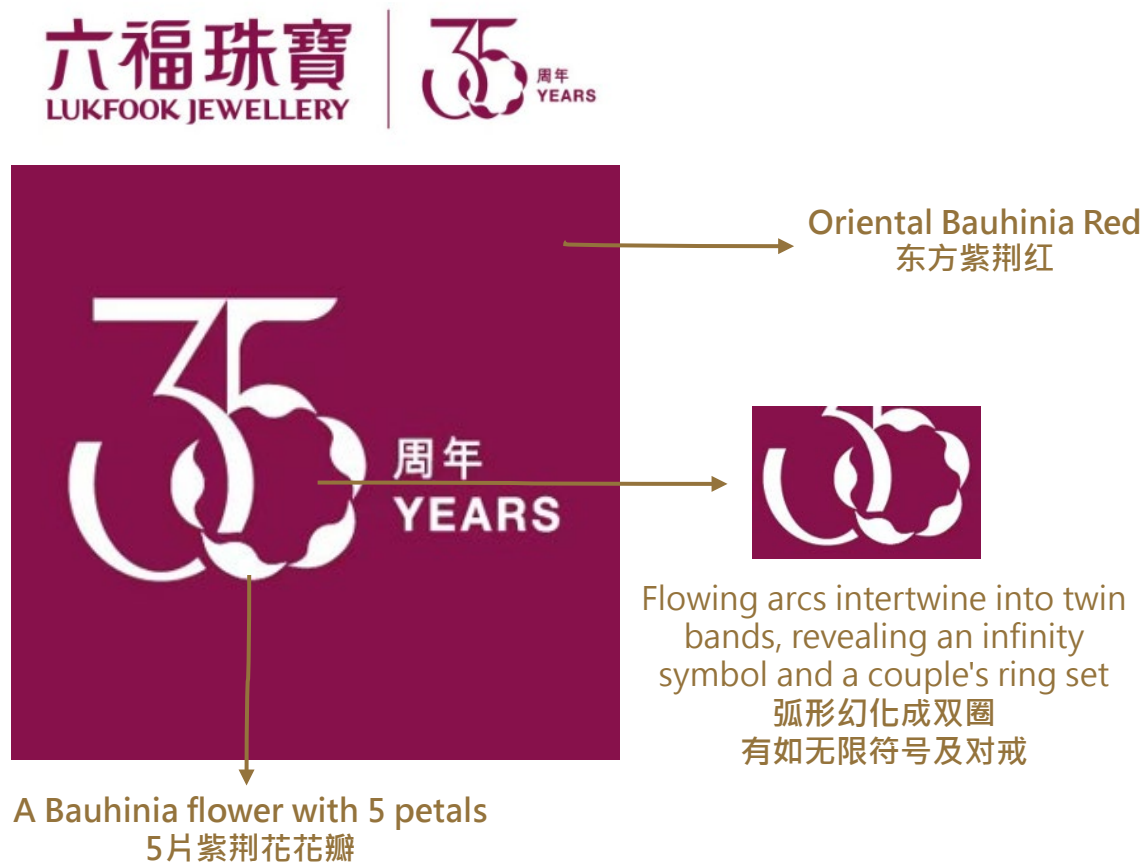 六福珠寶
LUKFOOK JEWELLERY
35
周年
YEARS
Oriental Bauhinia Red
东方紫荆红
35
周年
YEARS
Flowing arcs intertwine into twin
bands, revealing an infinity
symbol and a couple's ring set
弧形幻化成双圈
有如无限符号及对戒
A Bauhinia flower with 5 petals
5片紫荆花花瓣